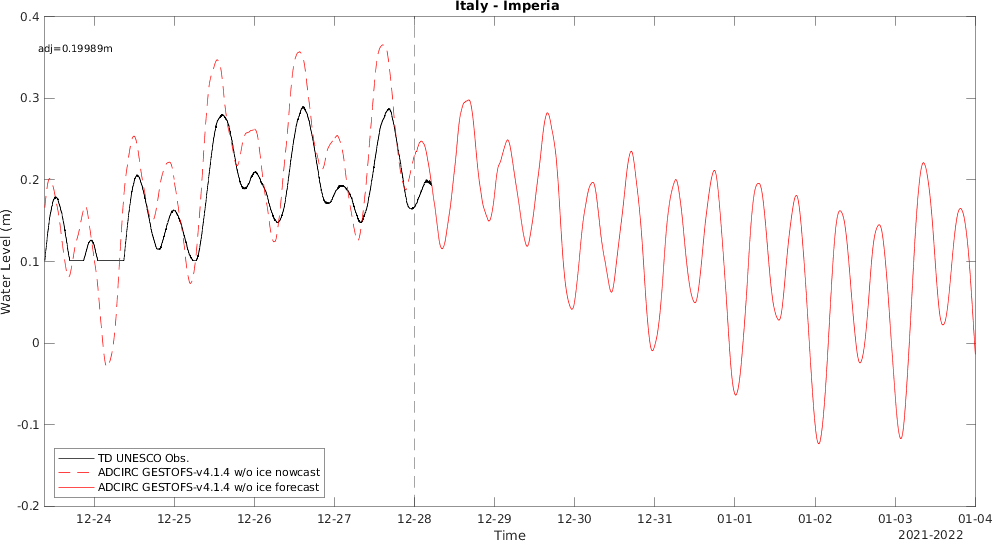 Italy - Imperia
adj=0.19989m
0.4
0.3
0.2
0.1
0
-0.1
-0.2
Water Level (m)
TD UNESCO Obs.
ADCIRC GESTOFS-v4.1.4 w/o ice nowcast
ADCIRC GESTOFS-v4.1.4 w/o ice forecast
12-24 12-25 12-26 12-27 12-28 12-29 12-30 12-31 01-01 01-02 01-03 01-04
Time
2021-2022